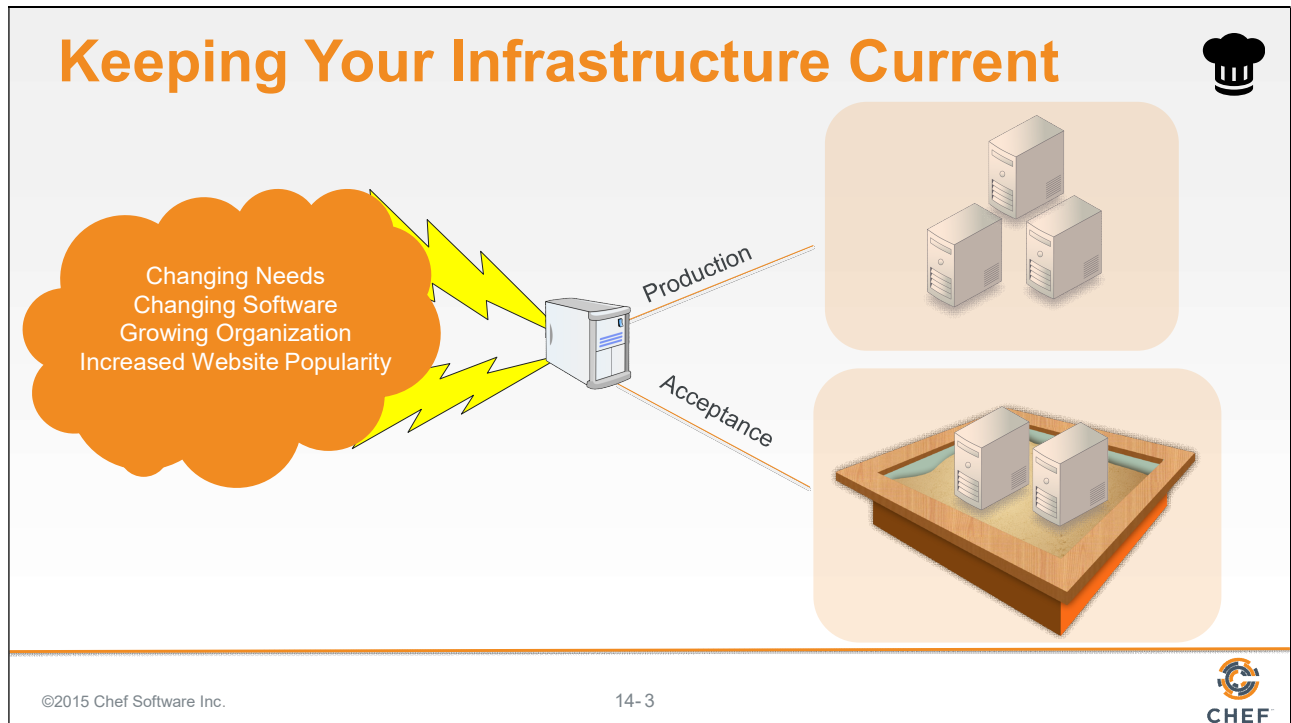 Keeping Your Infrastructure Current
Changing Needs
Changing Software
Growing Organization
Increased Website Popularity
Production
Acceptance
©2015 Chef Software Inc.
14- 3
CHEF